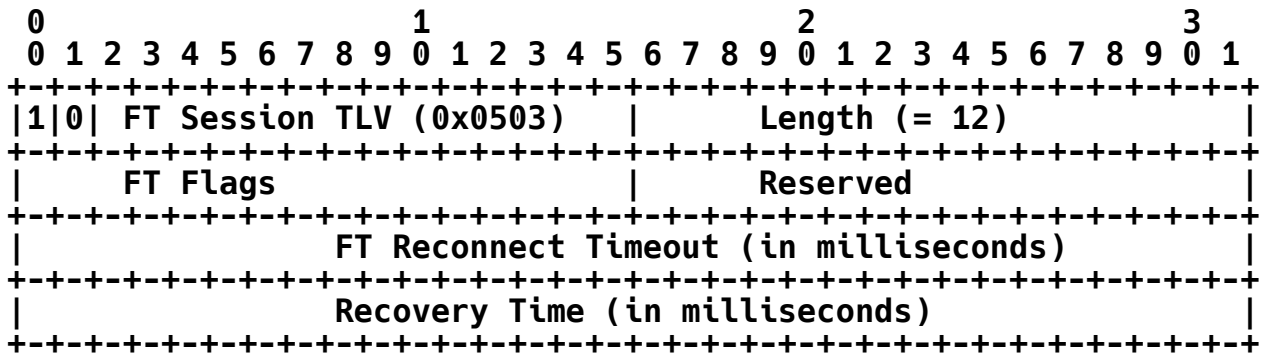 0                   1                   2                   3
 0 1 2 3 4 5 6 7 8 9 0 1 2 3 4 5 6 7 8 9 0 1 2 3 4 5 6 7 8 9 0 1
+-+-+-+-+-+-+-+-+-+-+-+-+-+-+-+-+-+-+-+-+-+-+-+-+-+-+-+-+-+-+-+-+
|1|0| FT Session TLV (0x0503)   |      Length (= 12)            |
+-+-+-+-+-+-+-+-+-+-+-+-+-+-+-+-+-+-+-+-+-+-+-+-+-+-+-+-+-+-+-+-+
|     FT Flags                  |      Reserved                 |
+-+-+-+-+-+-+-+-+-+-+-+-+-+-+-+-+-+-+-+-+-+-+-+-+-+-+-+-+-+-+-+-+
|                FT Reconnect Timeout (in milliseconds)         |
+-+-+-+-+-+-+-+-+-+-+-+-+-+-+-+-+-+-+-+-+-+-+-+-+-+-+-+-+-+-+-+-+
|                Recovery Time (in milliseconds)                |
+-+-+-+-+-+-+-+-+-+-+-+-+-+-+-+-+-+-+-+-+-+-+-+-+-+-+-+-+-+-+-+-+